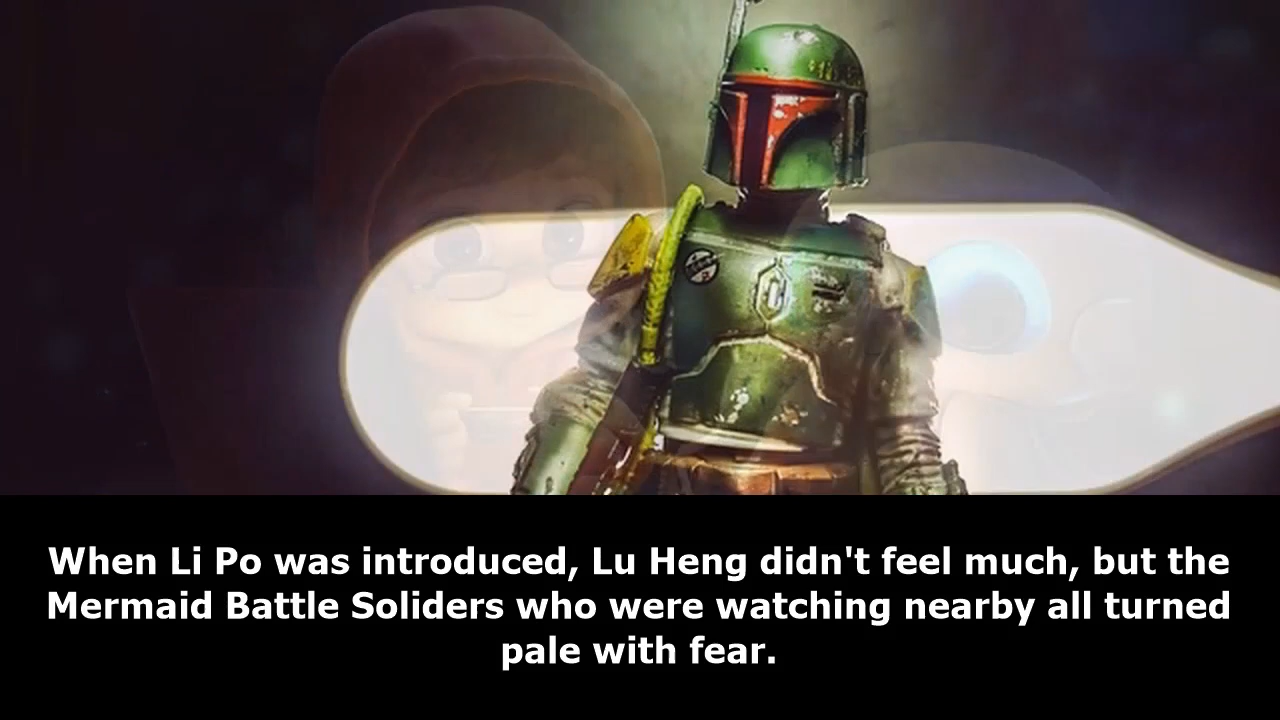 When Li Po was introduced, Lu Heng didn't feel much, but the
Mermaid Battle Soliders who were watching nearby all turned
pale with fear.